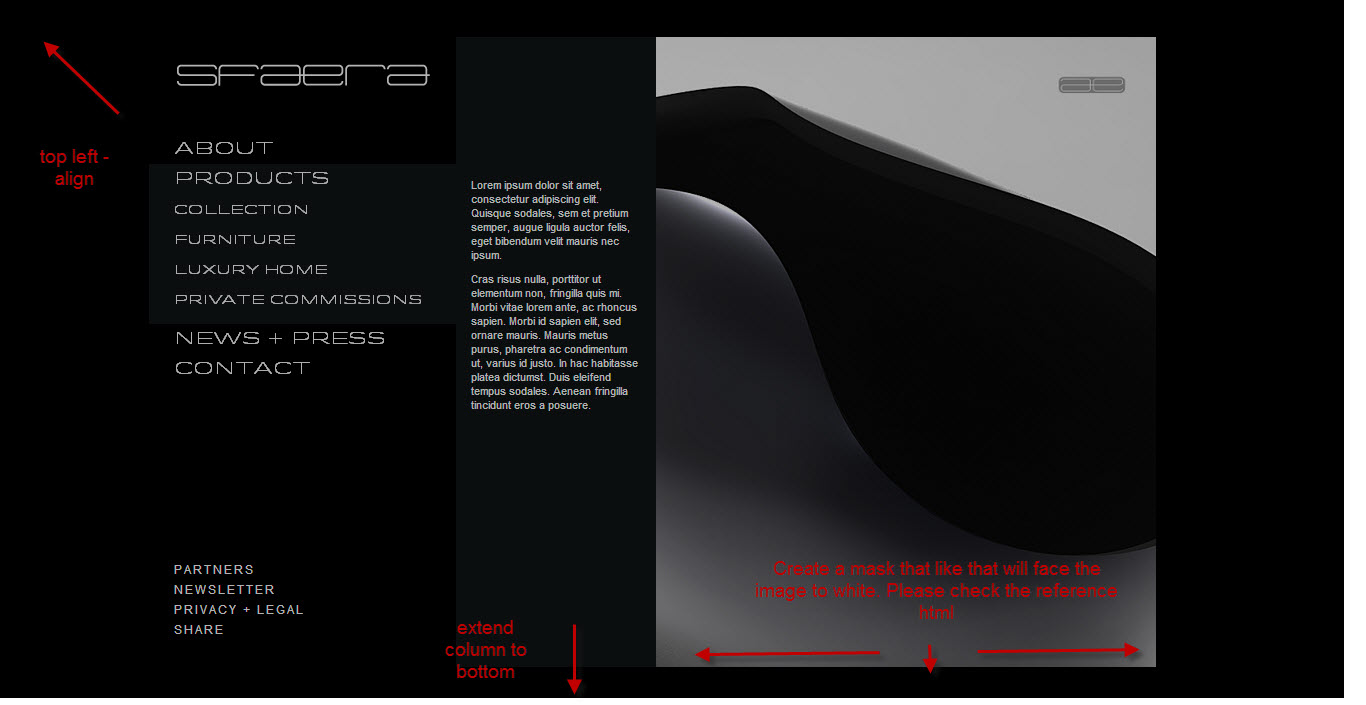 sfaera
ae
top left -
align
ABOUT
PRODUCTS
COLLECTION
FURNITURE
LUXURY HOME
PRIVATE COMMISSIONS
NEWS + PRESS
CONTACT
PARTNERS
NEWSLETTER
PRIVACY + LEGAL
SHARE
Lorem ipsum dolor sit amet,
consectetur adipiscing elit.
Quisque sodales, sem et pretium
semper, augue ligula auctor felis,
eget bibendum velit mauris nec
ipsum.
Cras risus nulla, porttitor ut
elementum non, fringilla quis mi.
Morbi vitae lorem ante, ac rhoncus
sapien. Morbi id sapien elit, sed
ornare mauris. Mauris metus
purus, pharetra ac condimentum
ut, varius id justo. In hac habitasse
platea dictumst. Duis eleifend
tempus sodales. Aenean fringilla
tincidunt eros a posuere.
extend
column to
bottom
Create a mask that like that will face the
image to white. Please check the reference
html